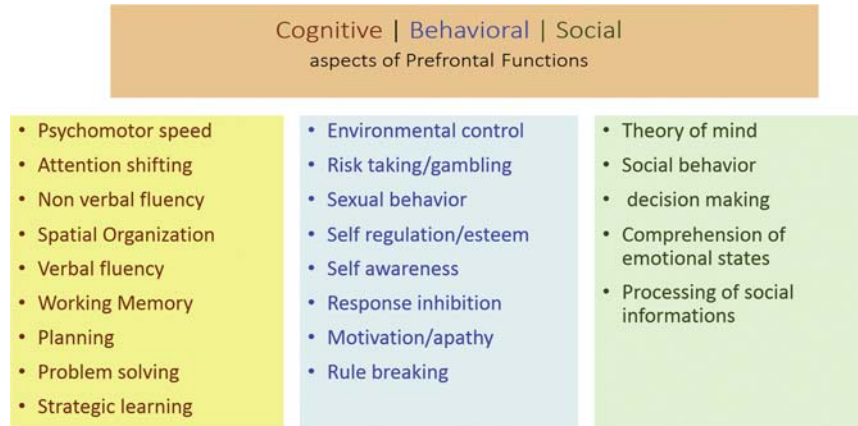 Cognitive | Behavioral | Social
aspects of Prefrontal Functions
• Psychomotor speed
• Attention shifting
• Non verbal fluency
• Spatial Organization
• Verbal fluency
• Working Memory
• Planning
• Problem solving
• Strategic learning
• Environmental control
• Risk taking/gambling
• Sexual behavior
• Self regulation/esteem
• Self awareness
• Response inhibition
• Motivation/apathy
• Rule breaking
• Theory of mind
• Social behavior
• decision making
• Comprehension of
emotional states
• Processing of social
informations